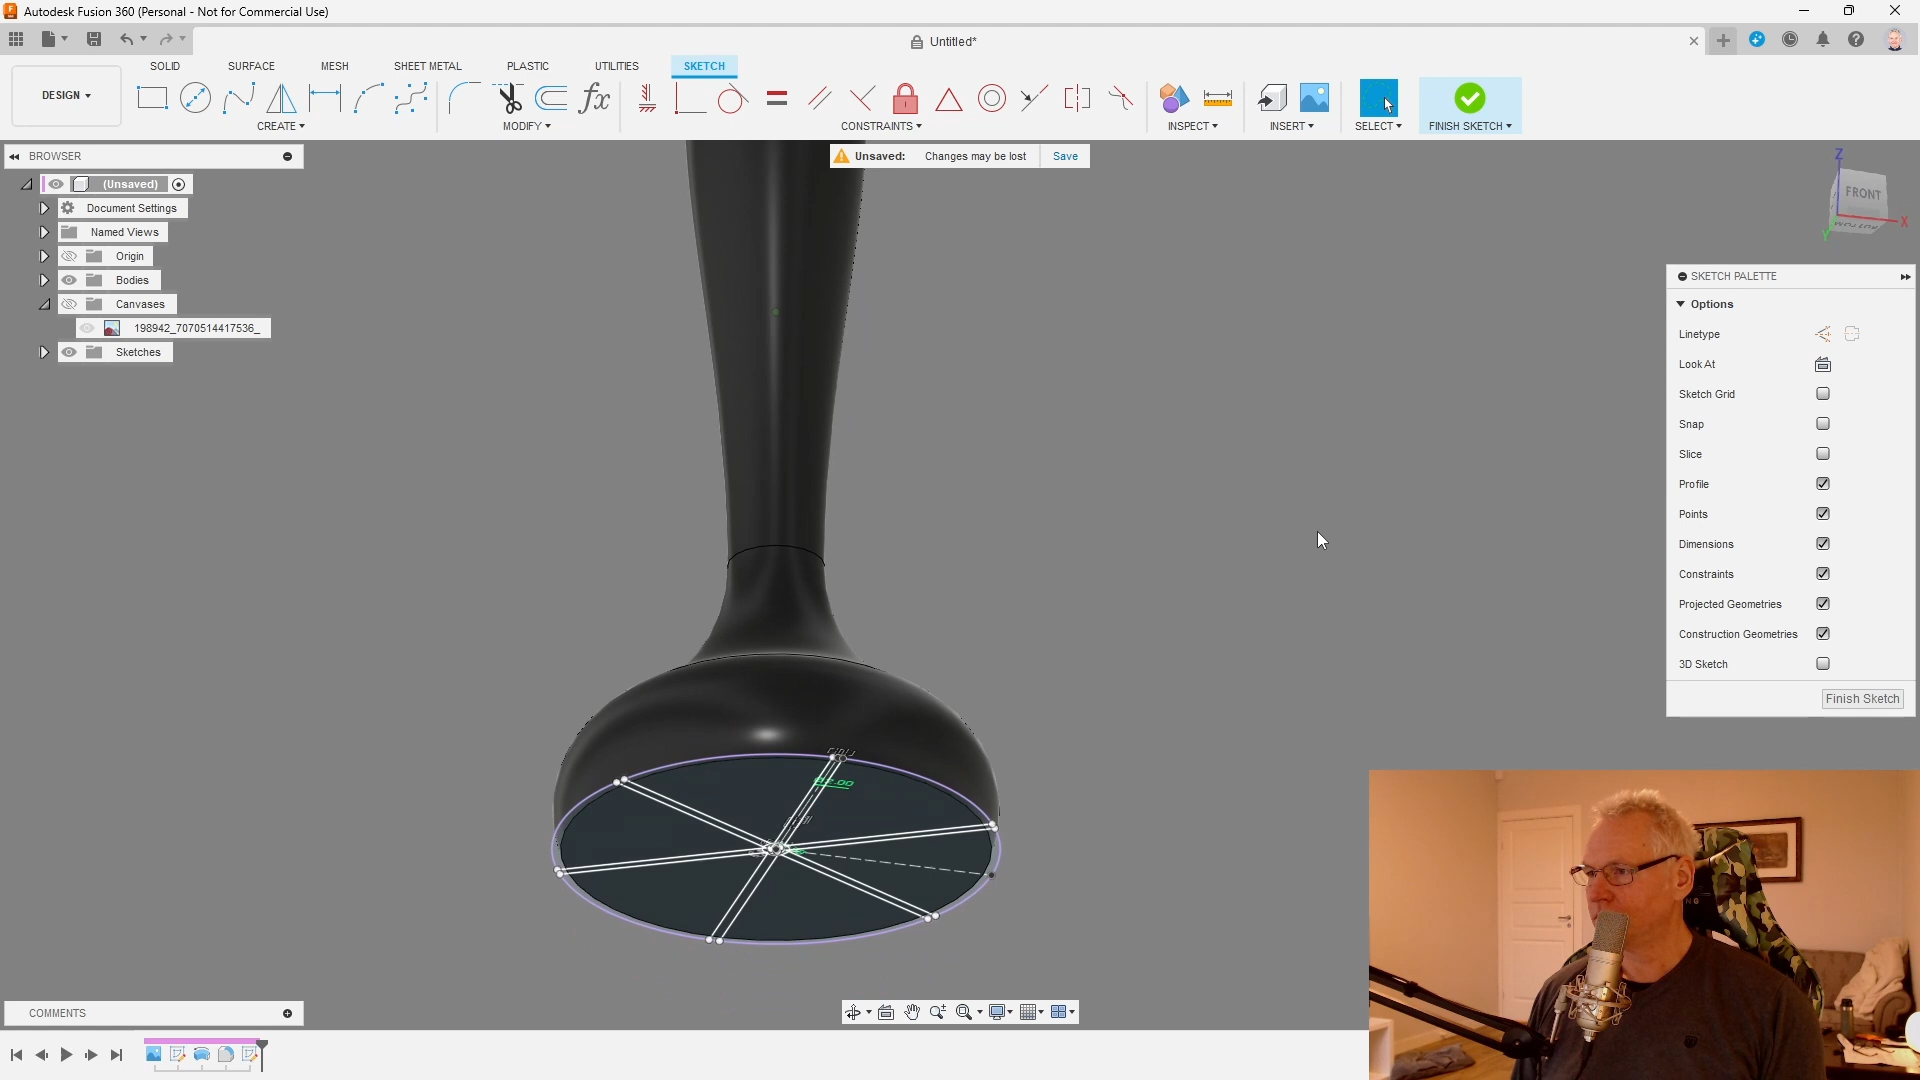 Autodesk Fusion 360 (Personal - Not for Commercial Use)
Untitled*
DESIGN
SOLID
SURFACE
MESH
SHEET METAL
PLASTIC
UTILITIES
SKETCH
CREATE
MODIFY
CONSTRAINTS
INSPECT
INSERT
SELECT
FINISH SKETCH
BROWSER
Unsaved: Changes may be lost Save
(Unsaved)
Document Settings
Named Views
Origin
Bodies
Canvases
198942_7070514417536_
Sketches
Z
FRONT
X
Y
SKETCH PALETTE
Options
Linetype
Look At
Sketch Grid
Snap
Slice
Profile
Points
Dimensions
Constraints
Projected Geometries
Construction Geometries
3D Sketch
Finish Sketch
COMMENTS